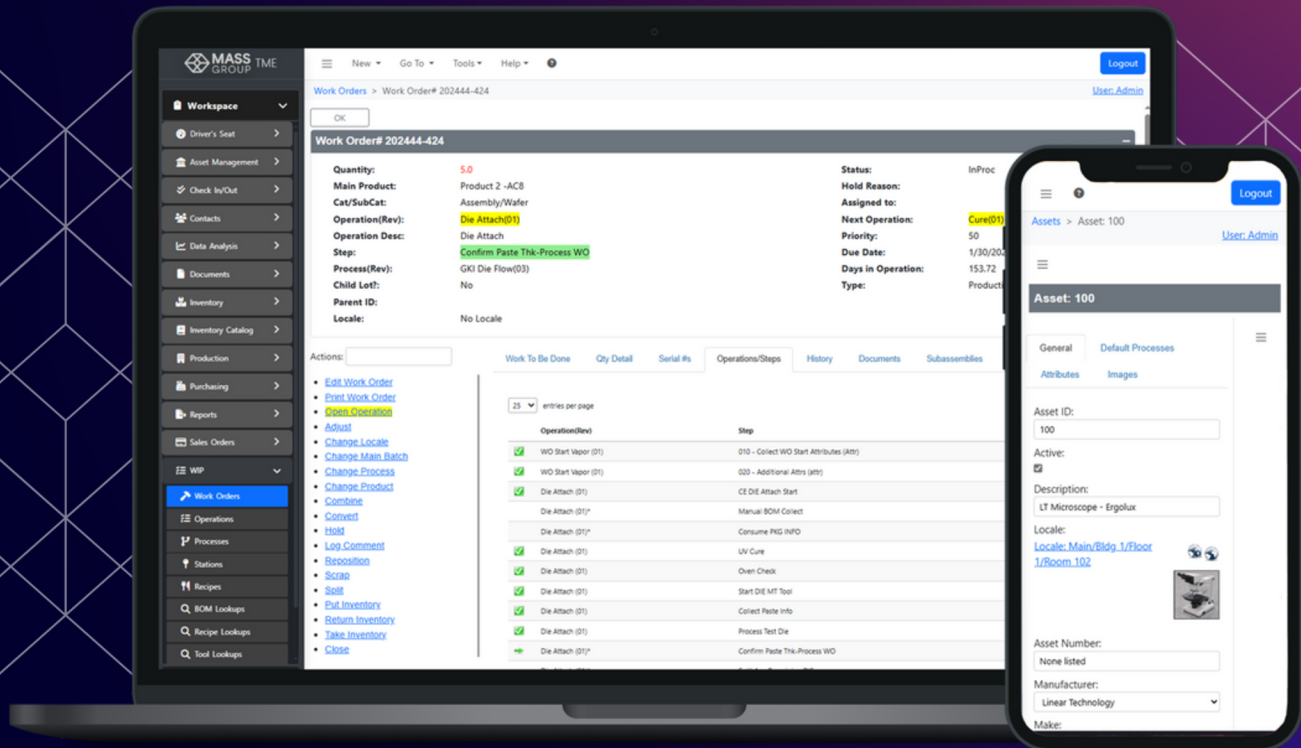 MASS GROUP TME
New
Go To
Tools
Help
?
Logout
Work Orders > Work Order# 202444-424
User: Admin
Workspace
Driver's Seat
Asset Management
Check In/Out
Contacts
Data Analysis
Documents
Inventory
Inventory Catalog
Production
Purchasing
Reports
Sales Orders
WIP
Work Orders
Operations
Processes
Stations
Recipes
BOM Lookups
Recipe Lookups
Tool Lookups
OK
Work Order# 202444-424
Quantity: 5.0
Main Product: Product 2 -AC8
Cat/SubCat: Assembly/Wafer
Operation(Rev): Die Attach(01)
Operation Desc: Die Attach
Step: Confirm Paste Thk-Process WO
Process(Rev): GKI Die Flow(03)
Child Lot?: No
Parent ID:
Locale: No Locale
Status: InProc
Hold Reason:
Assigned to:
Next Operation: Cure(01)
Priority: 50
Due Date: 1/30/202
Days in Operation: 153.72
Type: Producti
Actions:
Edit Work Order
Print Work Order
Open Operation
Adjust
Change Locale
Change Main Batch
Change Process
Change Product
Combine
Convert
Hold
Log Comment
Reposition
Scrap
Split
Put Inventory
Return Inventory
Take Inventory
Close
Work To Be Done
Qty Detail
Serial #s
Operations/Steps
History
Documents
Subassemblies
25 entries per page
Operation(Rev) Step
WO Start Vapor (01) 010 - Collect WO Start Attributes (Attr)
WO Start Vapor (01) 020 - Additional Attrs (attr)
Die Attach (01) CE DIE Attach Start
Die Attach (01)* Manual BOM Collect
Die Attach (01)* Consume PKG INFO
Die Attach (01) UV Cure
Die Attach (01) Oven Check
Die Attach (01) Start DIE MT Tool
Die Attach (01) Collect Paste Info
Die Attach (01) Process Test Die
Die Attach (01)* Confirm Paste Thk-Process WO
?
Logout
Assets > Asset: 100
User: Admin
Asset: 100
General
Default Processes
Attributes
Images
Asset ID:
100
Active:
Description:
LT Microscope - Ergolux
Locale:
Locale: Main/Bldg 1/Floor
1/Room 102
Asset Number:
None listed
Manufacturer:
Linear Technology
Make: